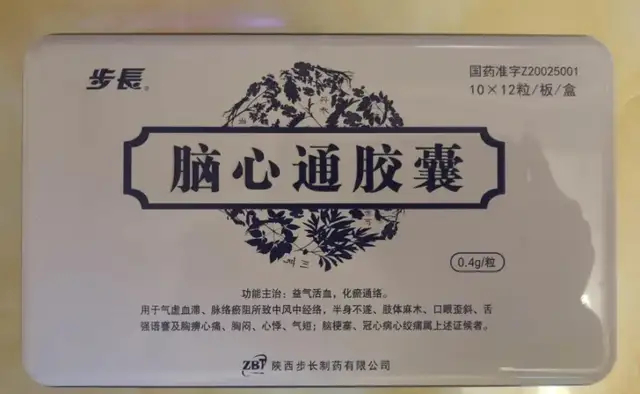 步長®
国药准字Z20025001
10×12粒/板/盒
脑心通胶囊
0.4g/粒
功能主治：益气活血，化瘀通络。
用于气虚血滞、脉络瘀阻所致中风中经络，半身不遂、肢体麻木、口眼歪斜、舌
强语謇及胸痹心痛、胸闷、心悸、气短；脑梗塞、冠心病心绞痛属上述证候者。
ZBT 陕西步长制药有限公司